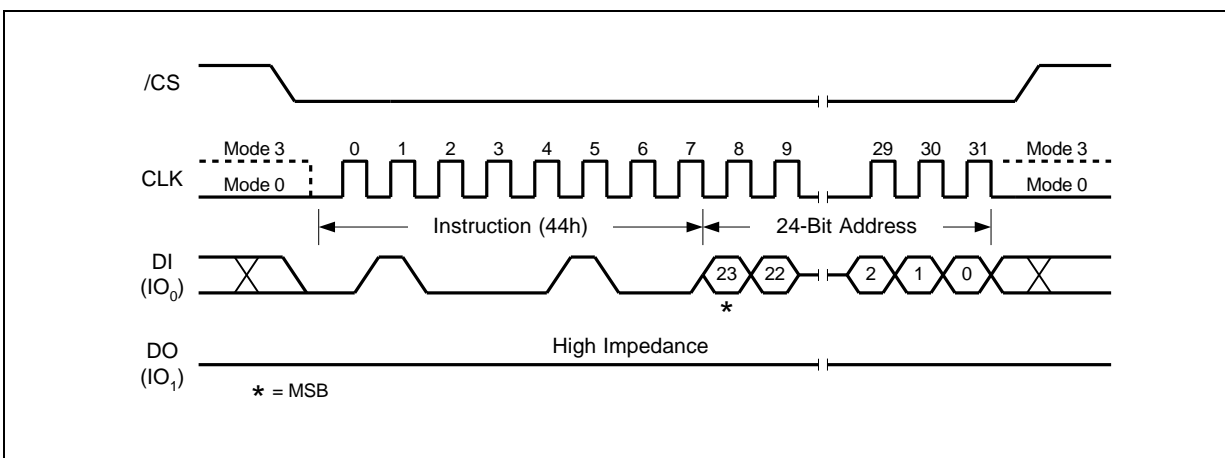 /CS
Mode 3 0 1 2 3 4 5 6 7 8 9 29 30 31 Mode 3
CLK
Mode 0 Mode 0
Instruction (44h) 24-Bit Address
DI
(IO0)
23 22 2 1 0
*
High Impedance
DO
(IO1)
* = MSB